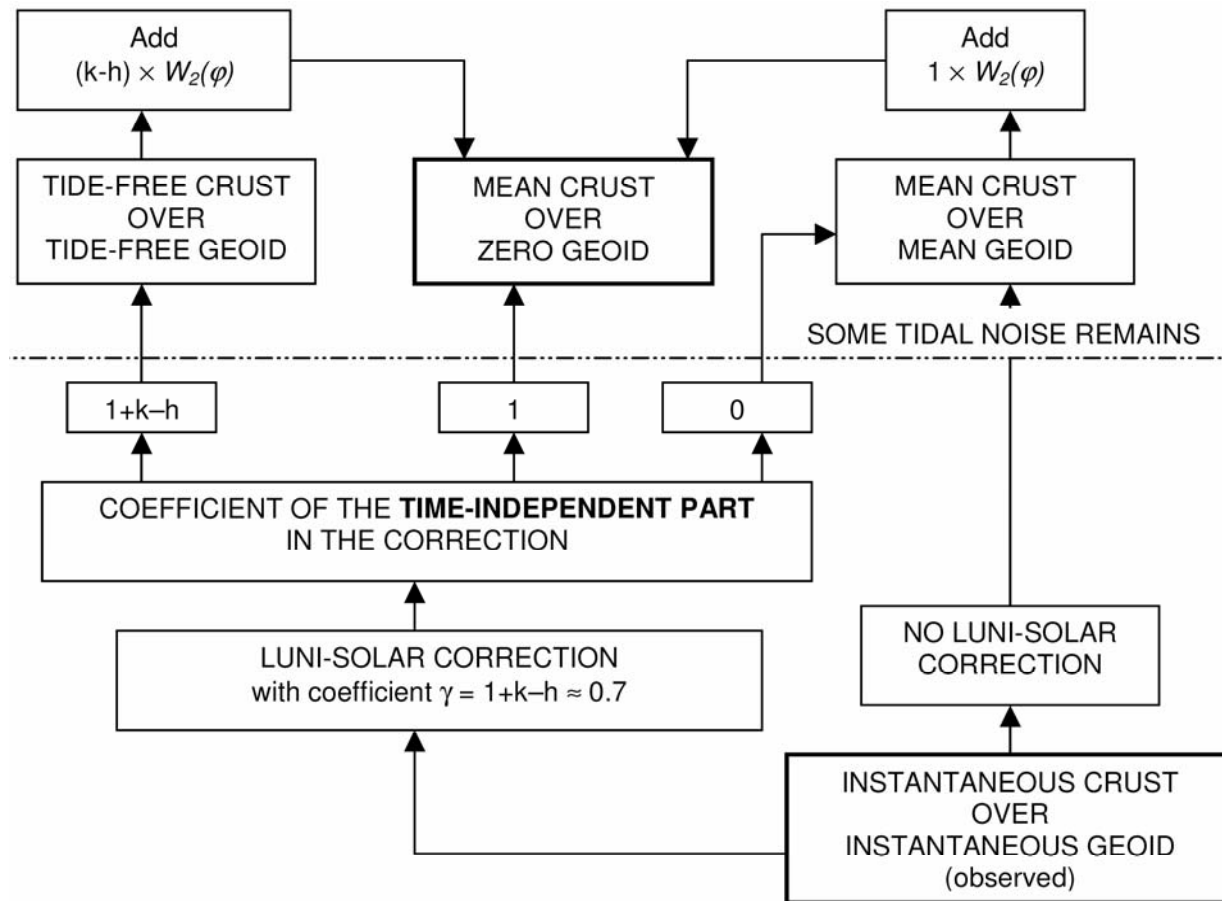 Add
(k-h) × W₂(φ)
Add
1 × W₂(φ)
TIDE-FREE CRUST
OVER
TIDE-FREE GEOID
MEAN CRUST
OVER
ZERO GEOID
MEAN CRUST
OVER
MEAN GEOID
SOME TIDAL NOISE REMAINS
1+k–h
1
0
COEFFICIENT OF THE TIME-INDEPENDENT PART
IN THE CORRECTION
LUNI-SOLAR CORRECTION
with coefficient γ = 1+k–h ≈ 0.7
NO LUNI-SOLAR
CORRECTION
INSTANTANEOUS CRUST
OVER
INSTANTANEOUS GEOID
(observed)